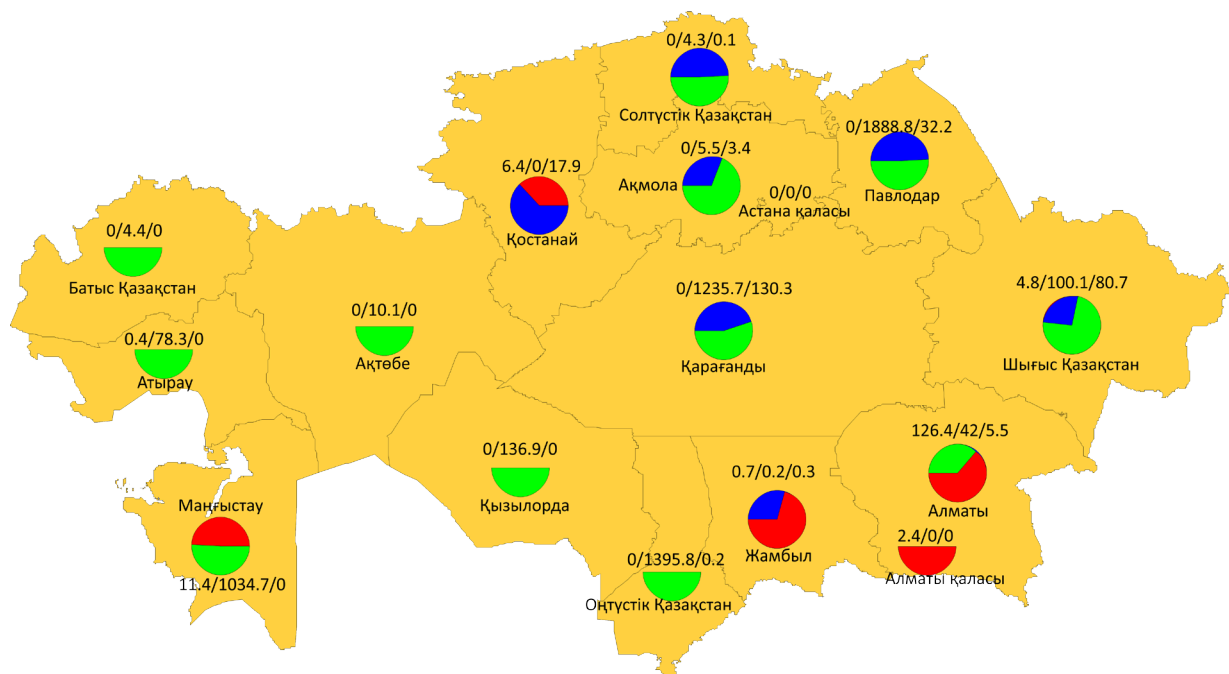 0/4.3/0.1
Солтүстік Қазақстан
0/1888.8/32.2
Павлодар
0/5.5/3.4
Ақмола
0/0/0
Астана қаласы
6.4/0/17.9
Қостанай
0/4.4/0
Батыс Қазақстан
0/10.1/0
Ақтөбе
0.4/78.3/0
Атырау
0/1235.7/130.3
Қарағанды
4.8/100.1/80.7
Шығыс Қазақстан
126.4/42/5.5
Алматы
2.4/0/0
Алматы қаласы
0.7/0.2/0.3
Жамбыл
0/136.9/0
Қызылорда
Маңғыстау
11.4/1034.7/0
0/1395.8/0.2
Оңтүстік Қазақстан